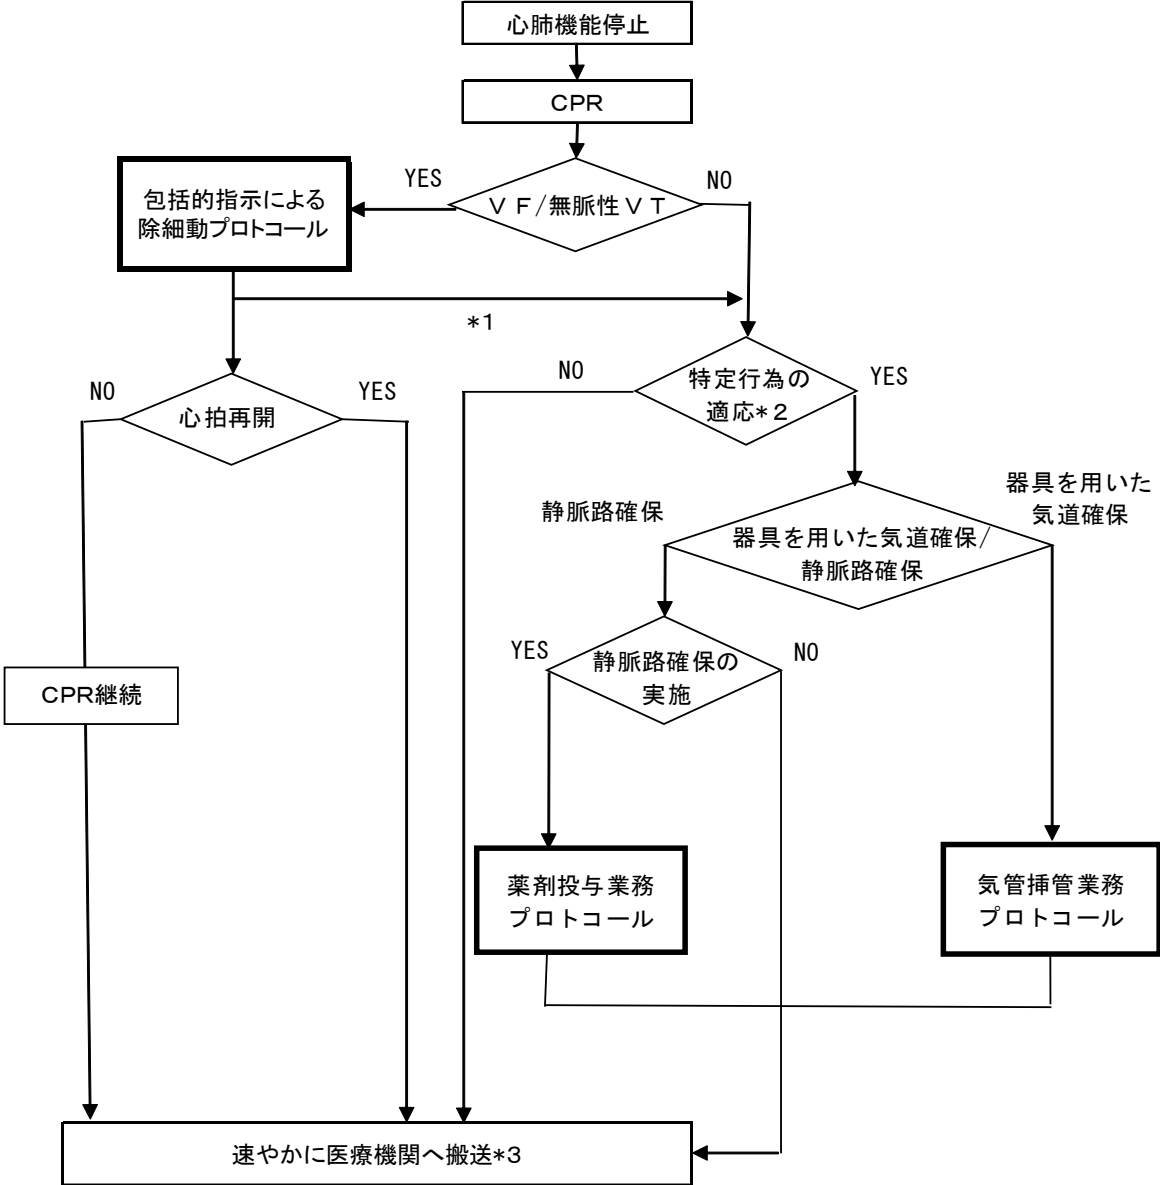 心肺機能停止
CPR
YES
NO
ＶＦ/無脈性ＶＴ
包括的指示による
除細動プロトコール
*1
NO
YES
心拍再開
NO
YES
特定行為の
適応*２
静脈路確保
器具を用いた
気道確保
器具を用いた気道確保/
静脈路確保
YES
NO
静脈路確保の
実施
CPR継続
薬剤投与業務
プロトコール
気管挿管業務
プロトコール
速やかに医療機関へ搬送*3